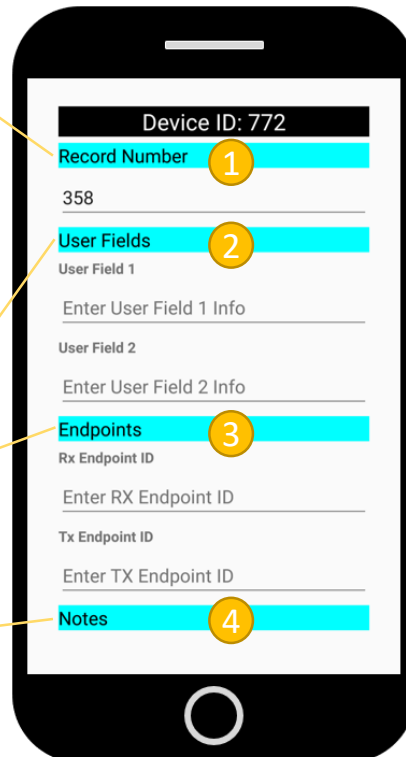 Device ID: 772
Record Number 1
358
User Fields 2
User Field 1
Enter User Field 1 Info
User Field 2
Enter User Field 2 Info
Endpoints 3
Rx Endpoint ID
Enter RX Endpoint ID
Tx Endpoint ID
Enter TX Endpoint ID
Notes 4